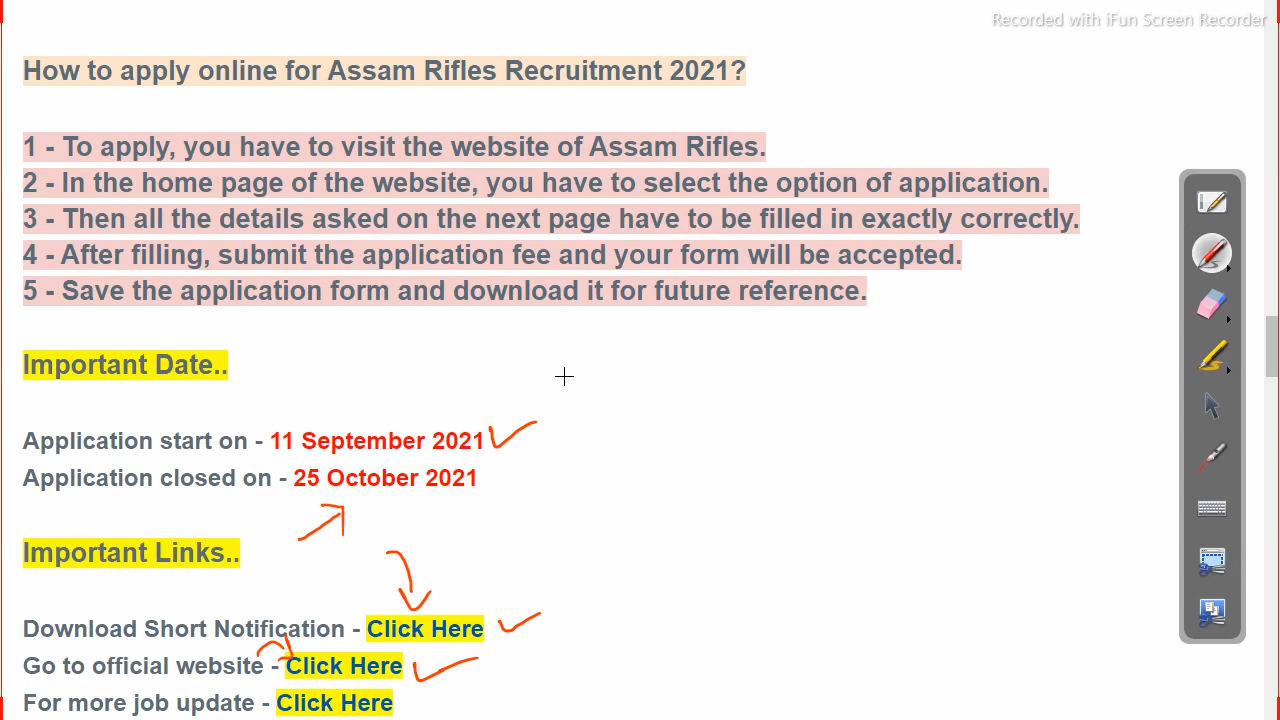 Recorded with iFun Screen Recorder
How to apply online for Assam Rifles Recruitment 2021?
1 - To apply, you have to visit the website of Assam Rifles.
2 - In the home page of the website, you have to select the option of application.
3 - Then all the details asked on the next page have to be filled in exactly correctly.
4 - After filling, submit the application fee and your form will be accepted.
5 - Save the application form and download it for future reference.
Important Date..
Application start on - 11 September 2021
Application closed on - 25 October 2021
Important Links..
Download Short Notification - Click Here
Go to official website - Click Here
For more job update - Click Here